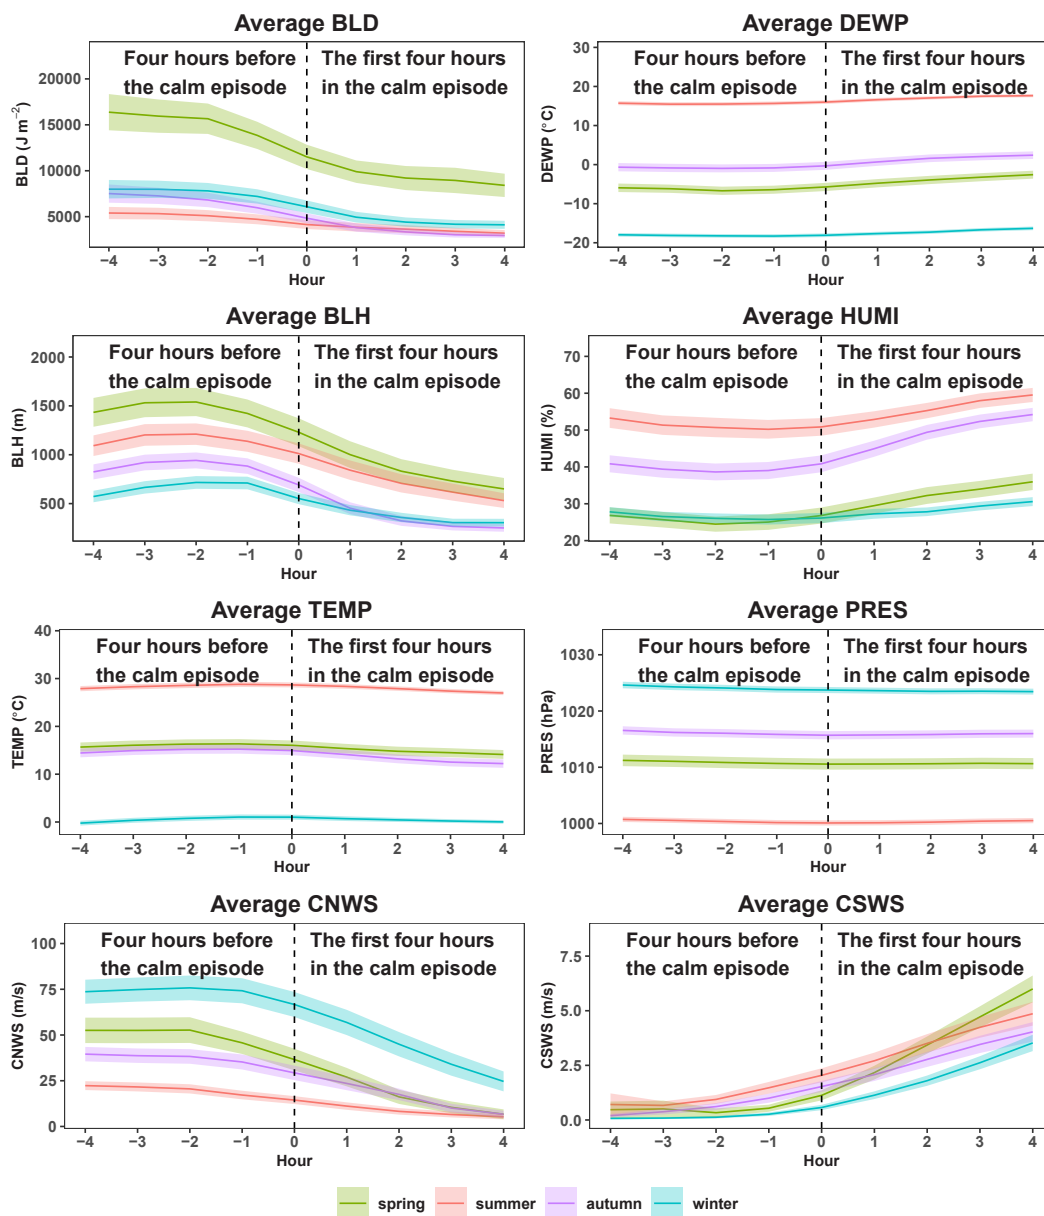 Average BLD
Four hours before
the calm episode
The first four hours
in the calm episode
BLD (J m⁻²)
20000
15000
10000
5000
−4 −3 −2 −1 0 1 2 3 4
Hour
Average DEWP
Four hours before
the calm episode
The first four hours
in the calm episode
DEWP (°C)
30
20
10
0
−10
−20
−4 −3 −2 −1 0 1 2 3 4
Hour
Average BLH
Four hours before
the calm episode
The first four hours
in the calm episode
BLH (m)
2000
1500
1000
500
−4 −3 −2 −1 0 1 2 3 4
Hour
Average HUMI
Four hours before
the calm episode
The first four hours
in the calm episode
HUMI (%)
70
60
50
40
30
20
−4 −3 −2 −1 0 1 2 3 4
Hour
Average TEMP
Four hours before
the calm episode
The first four hours
in the calm episode
TEMP (°C)
40
30
20
10
0
−4 −3 −2 −1 0 1 2 3 4
Hour
Average PRES
Four hours before
the calm episode
The first four hours
in the calm episode
PRES (hPa)
1030
1020
1010
1000
−4 −3 −2 −1 0 1 2 3 4
Hour
Average CNWS
Four hours before
the calm episode
The first four hours
in the calm episode
CNWS (m/s)
100
75
50
25
0
−4 −3 −2 −1 0 1 2 3 4
Hour
Average CSWS
Four hours before
the calm episode
The first four hours
in the calm episode
CSWS (m/s)
7.5
5.0
2.5
0.0
−4 −3 −2 −1 0 1 2 3 4
Hour
spring summer autumn winter